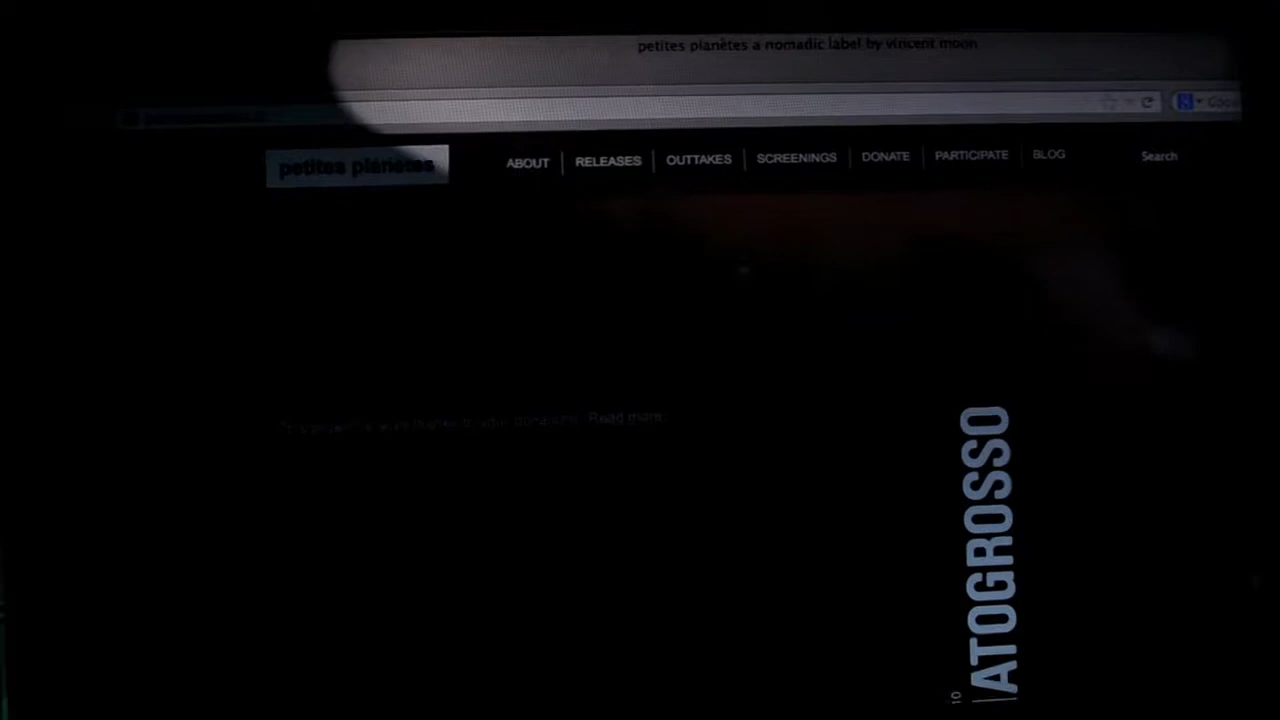 petites planètes a nomadic label by vincent moon
petites planètes
ABOUT
RELEASES
OUTTAKES
SCREENINGS
DONATE
PARTICIPATE
BLOG
Search
Read more
ATOGROSSO
10